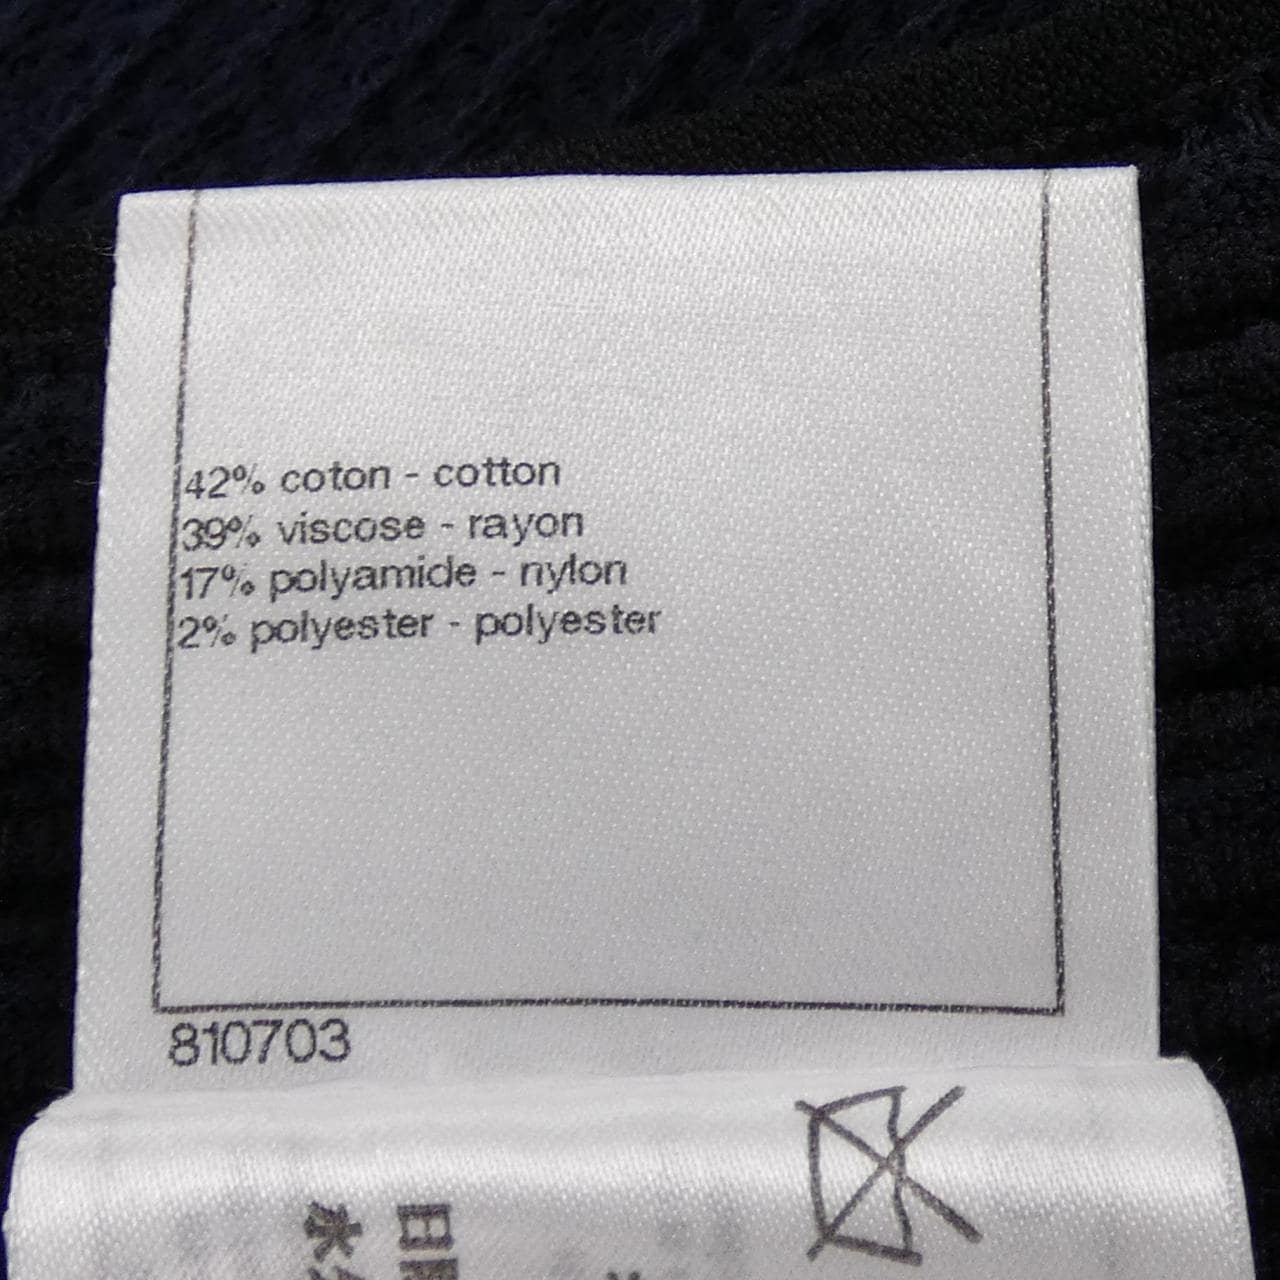 42% coton - cotton
39% viscose - rayon
17% polyamide - nylon
2% polyester - polyester
810703